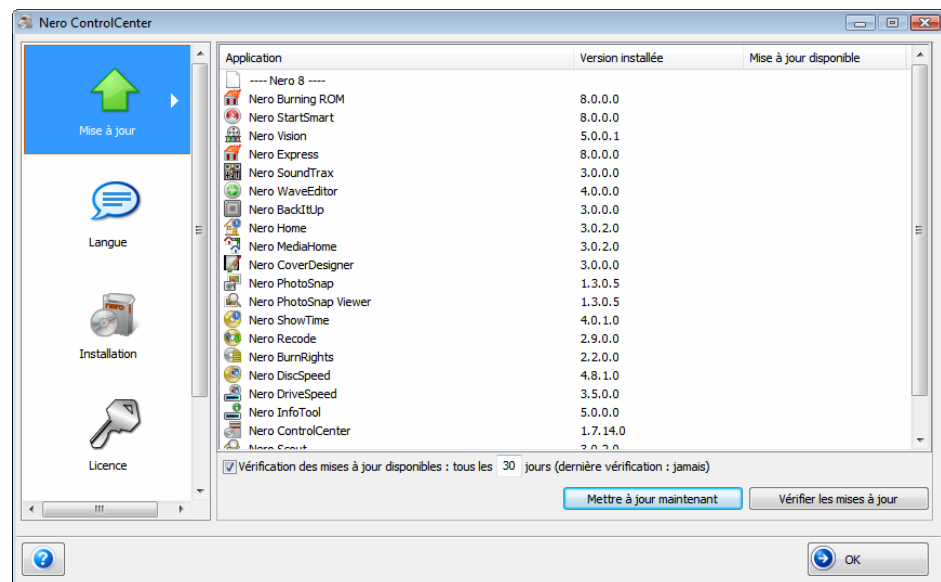 Nero ControlCenter
Mise à jour
Langue
Installation
Licence
Application Version installée Mise à jour disponible
---- Nero 8 ----
Nero Burning ROM 8.0.0.0
Nero StartSmart 8.0.0.0
Nero Vision 5.0.0.1
Nero Express 8.0.0.0
Nero SoundTrax 3.0.0.0
Nero WaveEditor 4.0.0.0
Nero BackItUp 3.0.0.0
Nero Home 3.0.2.0
Nero MediaHome 3.0.2.0
Nero CoverDesigner 3.0.0.0
Nero PhotoSnap 1.3.0.5
Nero PhotoSnap Viewer 1.3.0.5
Nero ShowTime 4.0.1.0
Nero Recode 2.9.0.0
Nero BurnRights 2.2.0.0
Nero DiscSpeed 4.8.1.0
Nero DriveSpeed 3.5.0.0
Nero InfoTool 5.0.0.0
Nero ControlCenter 1.7.14.0
Nero Scout 3.0.2.0
Vérification des mises à jour disponibles : tous les 30 jours (dernière vérification : jamais)
Mettre à jour maintenant Vérifier les mises à jour
OK